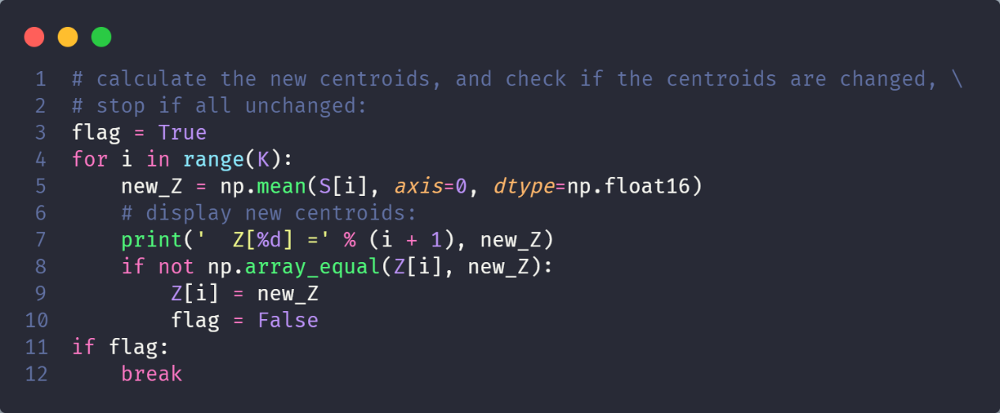 1 # calculate the new centroids, and check if the centroids are changed, \
2 # stop if all unchanged:
3 flag = True
4 for i in range(K):
5     new_Z = np.mean(S[i], axis=0, dtype=np.float16)
6     # display new centroids:
7     print('  Z[%d] =' % (i + 1), new_Z)
8     if not np.array_equal(Z[i], new_Z):
9         Z[i] = new_Z
10         flag = False
11 if flag:
12     break